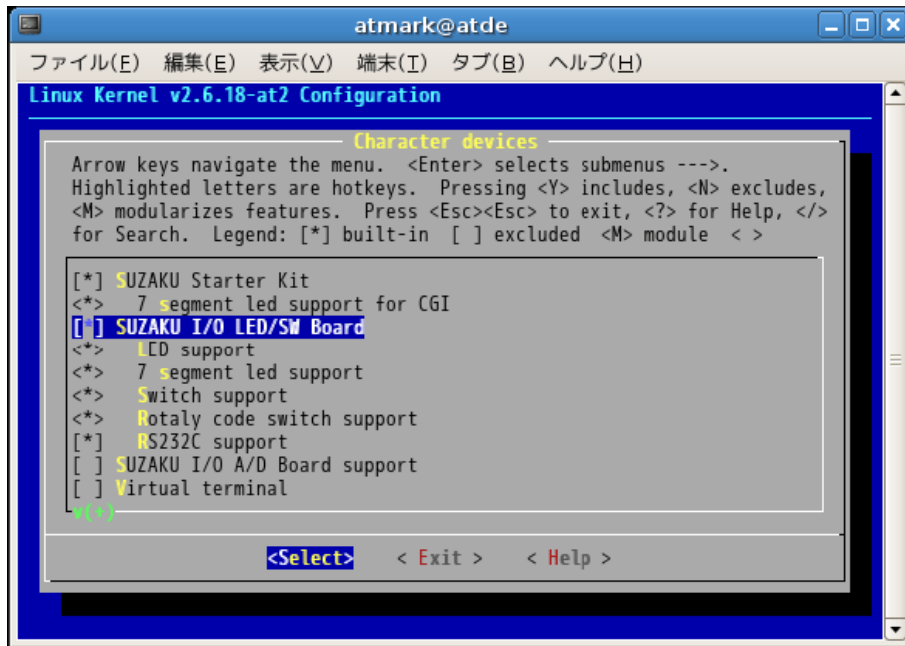 atmark@atde
ファイル(F) 編集(E) 表示(V) 端末(T) タブ(B) ヘルプ(H)
Linux Kernel v2.6.18-at2 Configuration
Character devices
Arrow keys navigate the menu. <Enter> selects submenus --->.
Highlighted letters are hotkeys. Pressing <Y> includes, <N> excludes,
<M> modularizes features. Press <Esc><Esc> to exit, <?> for Help, </>
for Search. Legend: [*] built-in [ ] excluded <M> module < >
[*] SUZAKU Starter Kit
<*> 7 segment led support for CGI
[*] SUZAKU I/O LED/SW Board
<*> LED support
<*> 7 segment led support
<*> Switch support
<*> Rotaly code switch support
[*] RS232C support
[ ] SUZAKU I/O A/D Board support
[ ] Virtual terminal
v(+)
<Select> < Exit > < Help >